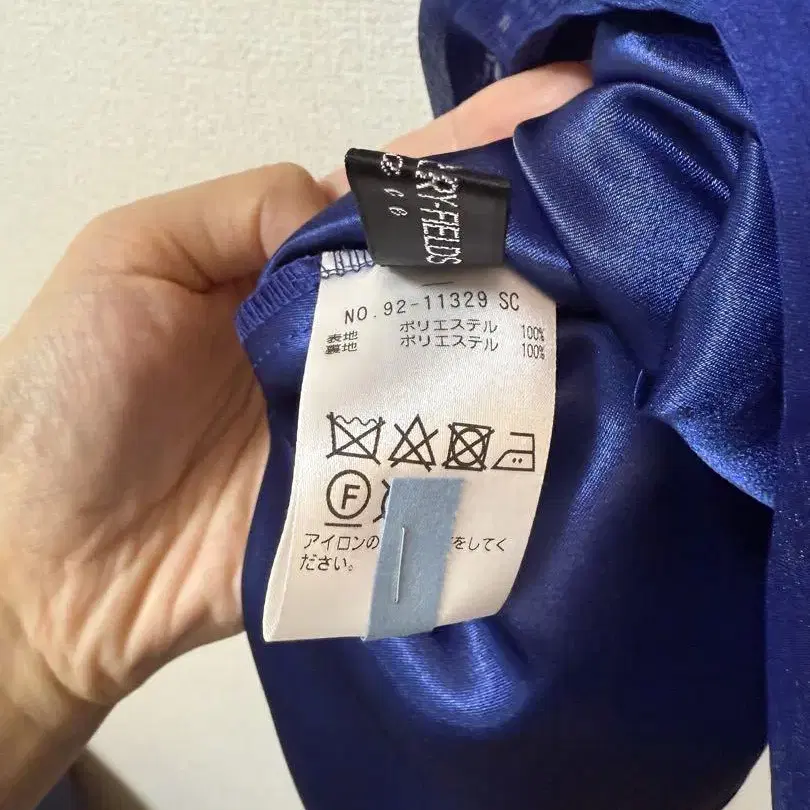 URY-FIELDS
NO.92-11329 SC
表地 ポリエステル 100%
裏地 ポリエステル 100%
F
アイロンの をしてく
ださい。